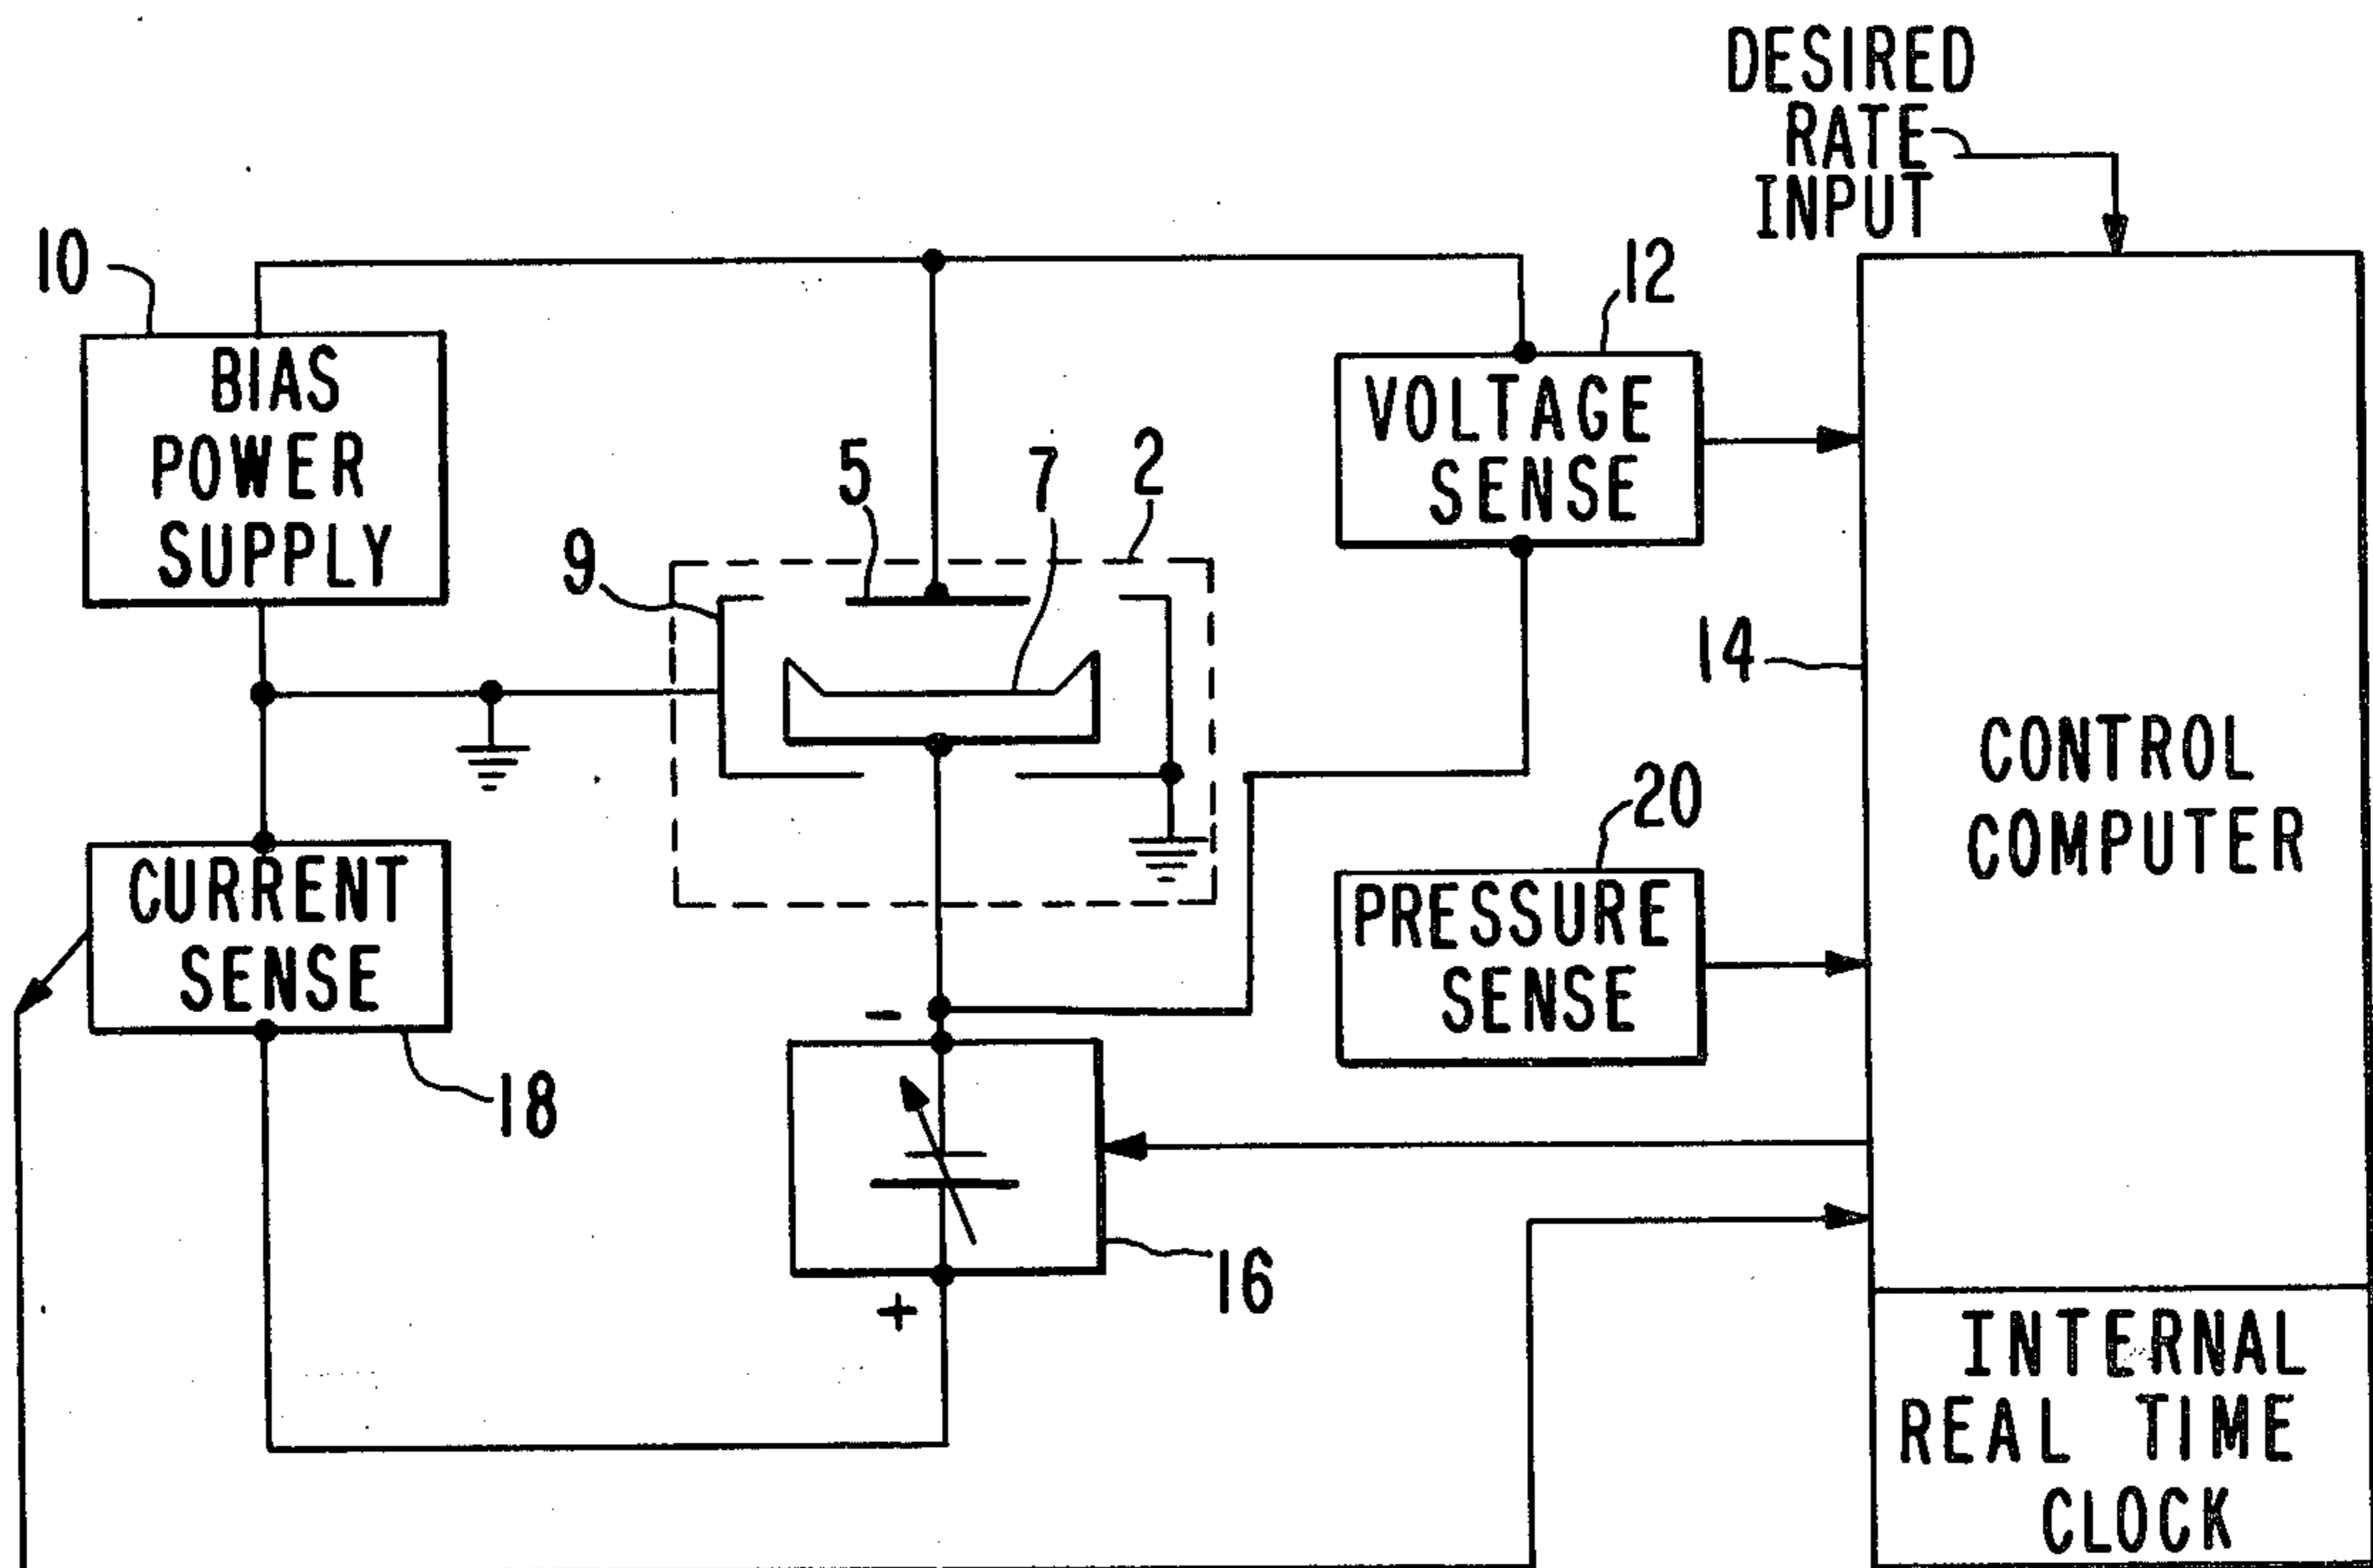 DESIRED
RATE
INPUT
10
12
BIAS
POWER
SUPPLY
VOLTAGE
SENSE
5
7
2
9
14
CONTROL
COMPUTER
20
CURRENT
SENSE
PRESSURE
SENSE
-
18
16
+
INTERNAL
REAL TIME
CLOCK